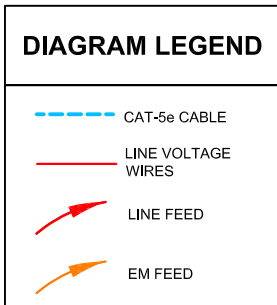 DIAGRAM LEGEND
CAT-5e CABLE
LINE VOLTAGE
WIRES
LINE FEED
EM FEED